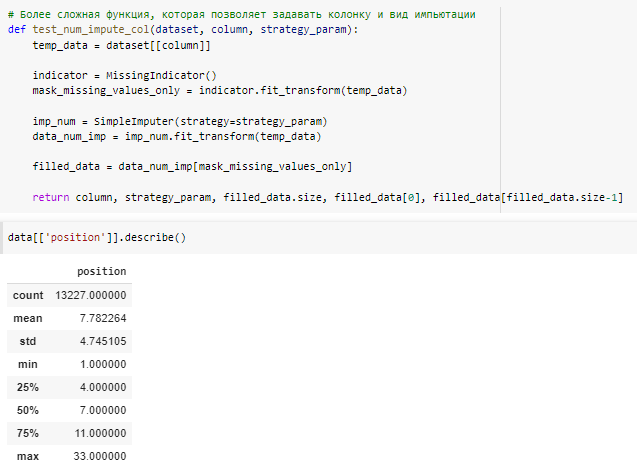 # Более сложная функция, которая позволяет задавать колонку и вид импьютации
def test_num_impute_col(dataset, column, strategy_param):
    temp_data = dataset[[column]]
    indicator = MissingIndicator()
    mask_missing_values_only = indicator.fit_transform(temp_data)
    imp_num = SimpleImputer(strategy=strategy_param)
    data_num_imp = imp_num.fit_transform(temp_data)
    filled_data = data_num_imp[mask_missing_values_only]
    return column, strategy_param, filled_data.size, filled_data[0], filled_data[filled_data.size-1]
data[['position']].describe()
position
count 13227.000000
mean 7.782264
std 4.745105
min 1.000000
25% 4.000000
50% 7.000000
75% 11.000000
max 33.000000